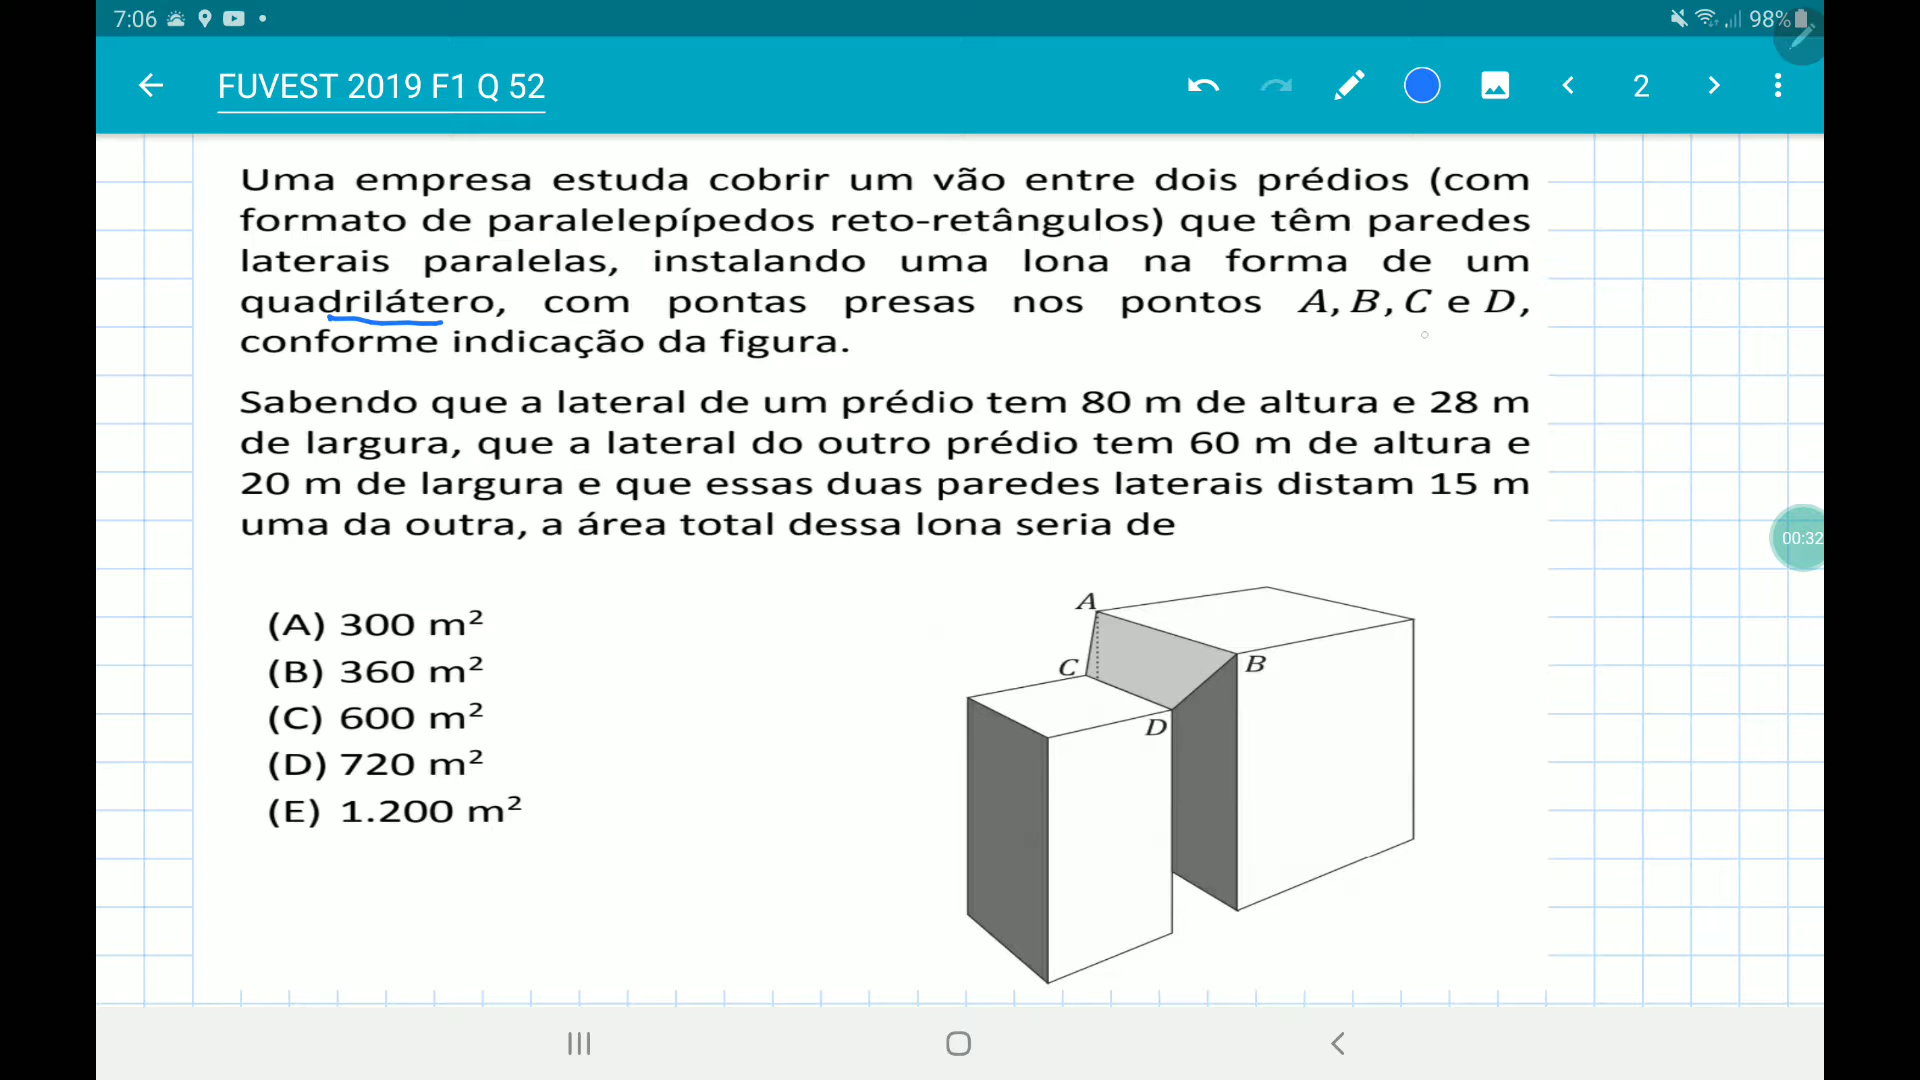 7:06
98%
FUVEST 2019 F1 Q 52
2
Uma empresa estuda cobrir um vão entre dois prédios (com
formato de paralelepípedos reto-retângulos) que têm paredes
laterais paralelas, instalando uma lona na forma de um
quadrilátero, com pontas presas nos pontos A, B, C e D,
conforme indicação da figura.
Sabendo que a lateral de um prédio tem 80 m de altura e 28 m
de largura, que a lateral do outro prédio tem 60 m de altura e
20 m de largura e que essas duas paredes laterais distam 15 m
uma da outra, a área total dessa lona seria de
00:32
(A) 300 m²
(B) 360 m²
(C) 600 m²
(D) 720 m²
(E) 1.200 m²
A
B
C
D